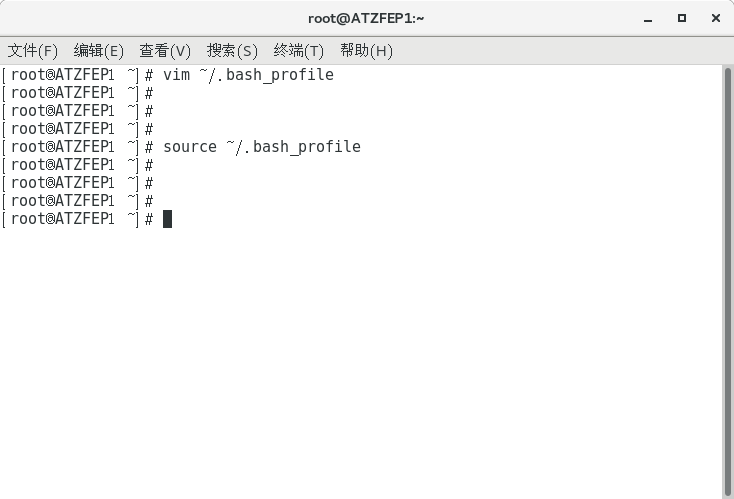 root@ATZFEP1:~
文件(F) 编辑(E) 查看(V) 搜索(S) 终端(T) 帮助(H)
[root@ATZFEP1 ~]# vim ~/.bash_profile
[root@ATZFEP1 ~]#
[root@ATZFEP1 ~]#
[root@ATZFEP1 ~]#
[root@ATZFEP1 ~]# source ~/.bash_profile
[root@ATZFEP1 ~]#
[root@ATZFEP1 ~]#
[root@ATZFEP1 ~]#
[root@ATZFEP1 ~]#